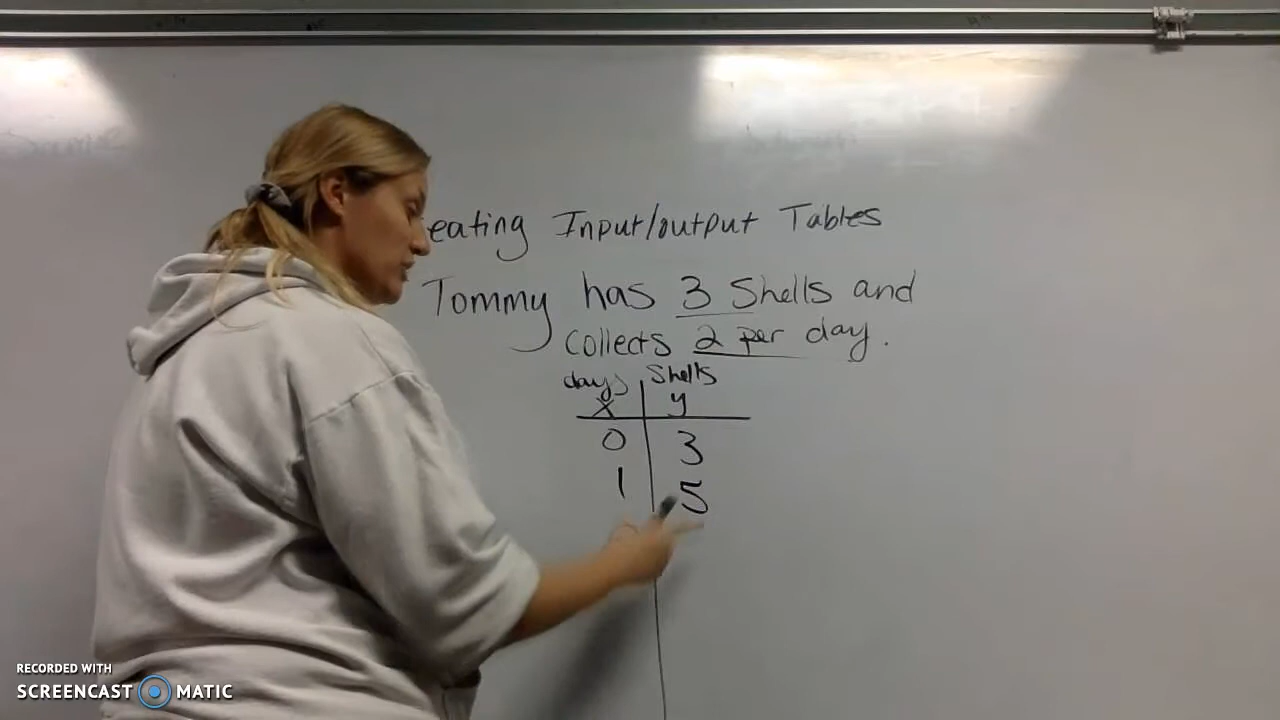 eating Input/output Tables
Tommy has 3 Shells and
Collects 2 per day.
days Shells
x y
0 3
1 5
RECORDED WITH
SCREENCAST MATIC